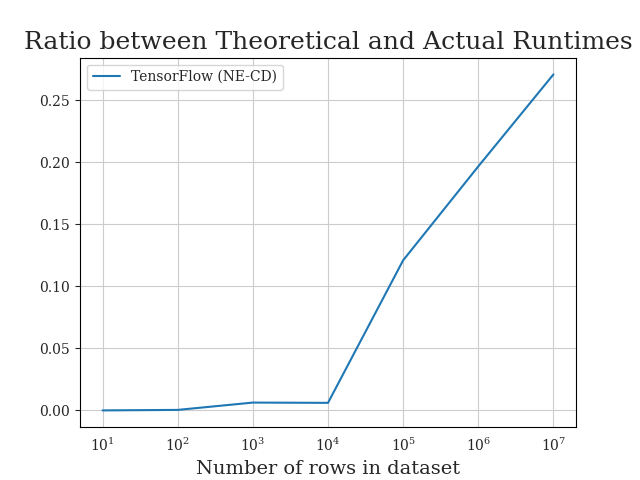 Ratio between Theoretical and Actual Runtimes
TensorFlow (NE-CD)
0.25
0.20
0.15
0.10
0.05
0.00
10¹ 10² 10³ 10⁴ 10⁵ 10⁶ 10⁷
Number of rows in dataset